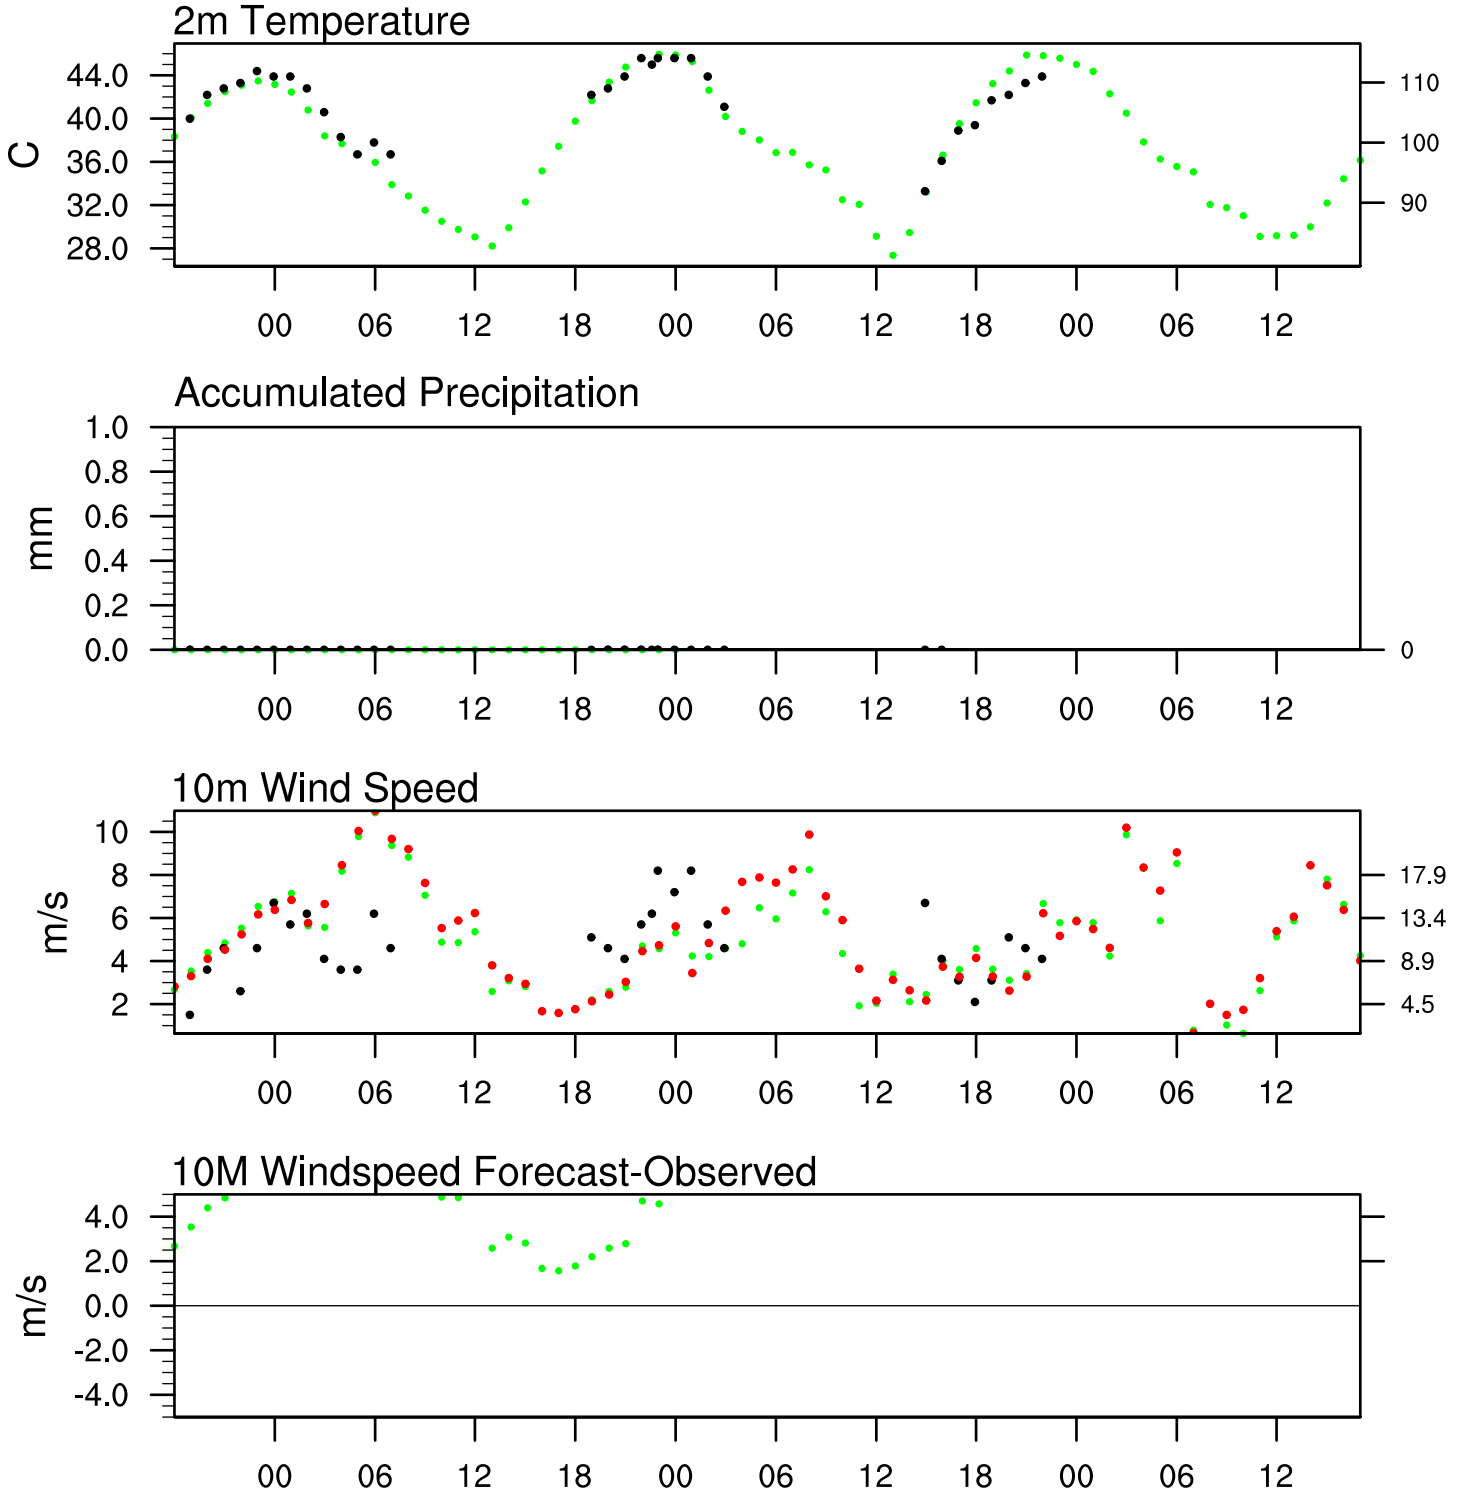 2m Temperature
C
44.0
40.0
36.0
32.0
28.0
110
100
90
00 06 12 18 00 06 12 18 00 06 12
Accumulated Precipitation
mm
1.0
0.8
0.6
0.4
0.2
0.0
0
00 06 12 18 00 06 12 18 00 06 12
10m Wind Speed
m/s
10
8
6
4
2
17.9
13.4
8.9
4.5
00 06 12 18 00 06 12 18 00 06 12
10M Windspeed Forecast-Observed
m/s
4.0
2.0
0.0
-2.0
-4.0
00 06 12 18 00 06 12 18 00 06 12